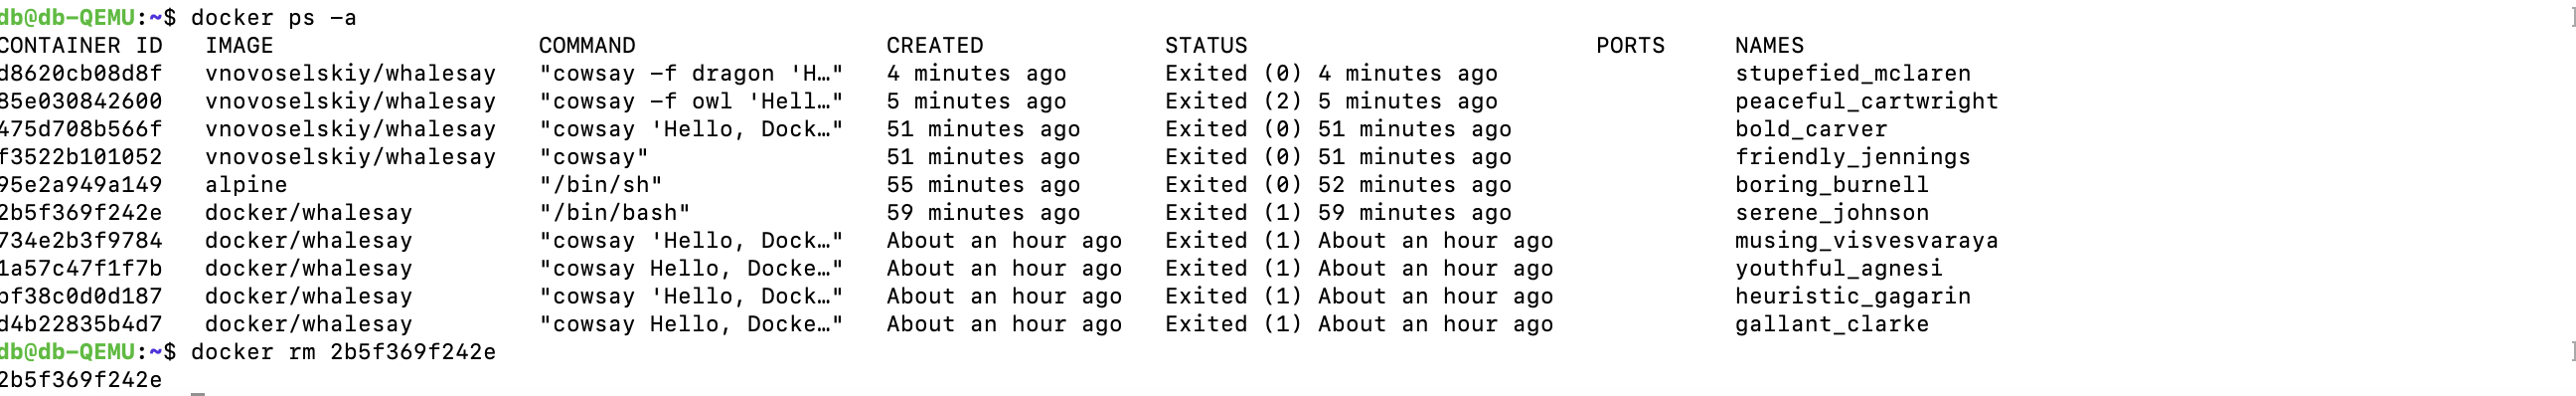 db@db-QEMU:~$ docker ps -a
CONTAINER ID   IMAGE                   COMMAND                  CREATED             STATUS                         PORTS     NAMES
d8620cb08d8f   vnovoselskiy/whalesay   "cowsay -f dragon 'H…"   4 minutes ago       Exited (0) 4 minutes ago                 stupefied_mclaren
85e030842600   vnovoselskiy/whalesay   "cowsay -f owl 'Hell…"   5 minutes ago       Exited (2) 5 minutes ago                 peaceful_cartwright
475d708b566f   vnovoselskiy/whalesay   "cowsay 'Hello, Dock…"   51 minutes ago      Exited (0) 51 minutes ago                bold_carver
f3522b101052   vnovoselskiy/whalesay   "cowsay"                 51 minutes ago      Exited (0) 51 minutes ago                friendly_jennings
95e2a949a149   alpine                  "/bin/sh"                55 minutes ago      Exited (0) 52 minutes ago                boring_burnell
2b5f369f242e   docker/whalesay         "/bin/bash"              59 minutes ago      Exited (1) 59 minutes ago                serene_johnson
734e2b3f9784   docker/whalesay         "cowsay 'Hello, Dock…"   About an hour ago   Exited (1) About an hour ago             musing_visvesvaraya
1a57c47f1f7b   docker/whalesay         "cowsay Hello, Docke…"   About an hour ago   Exited (1) About an hour ago             youthful_agnesi
bf38c0d0d187   docker/whalesay         "cowsay 'Hello, Dock…"   About an hour ago   Exited (1) About an hour ago             heuristic_gagarin
d4b22835b4d7   docker/whalesay         "cowsay Hello, Docke…"   About an hour ago   Exited (1) About an hour ago             gallant_clarke
db@db-QEMU:~$ docker rm 2b5f369f242e
2b5f369f242e